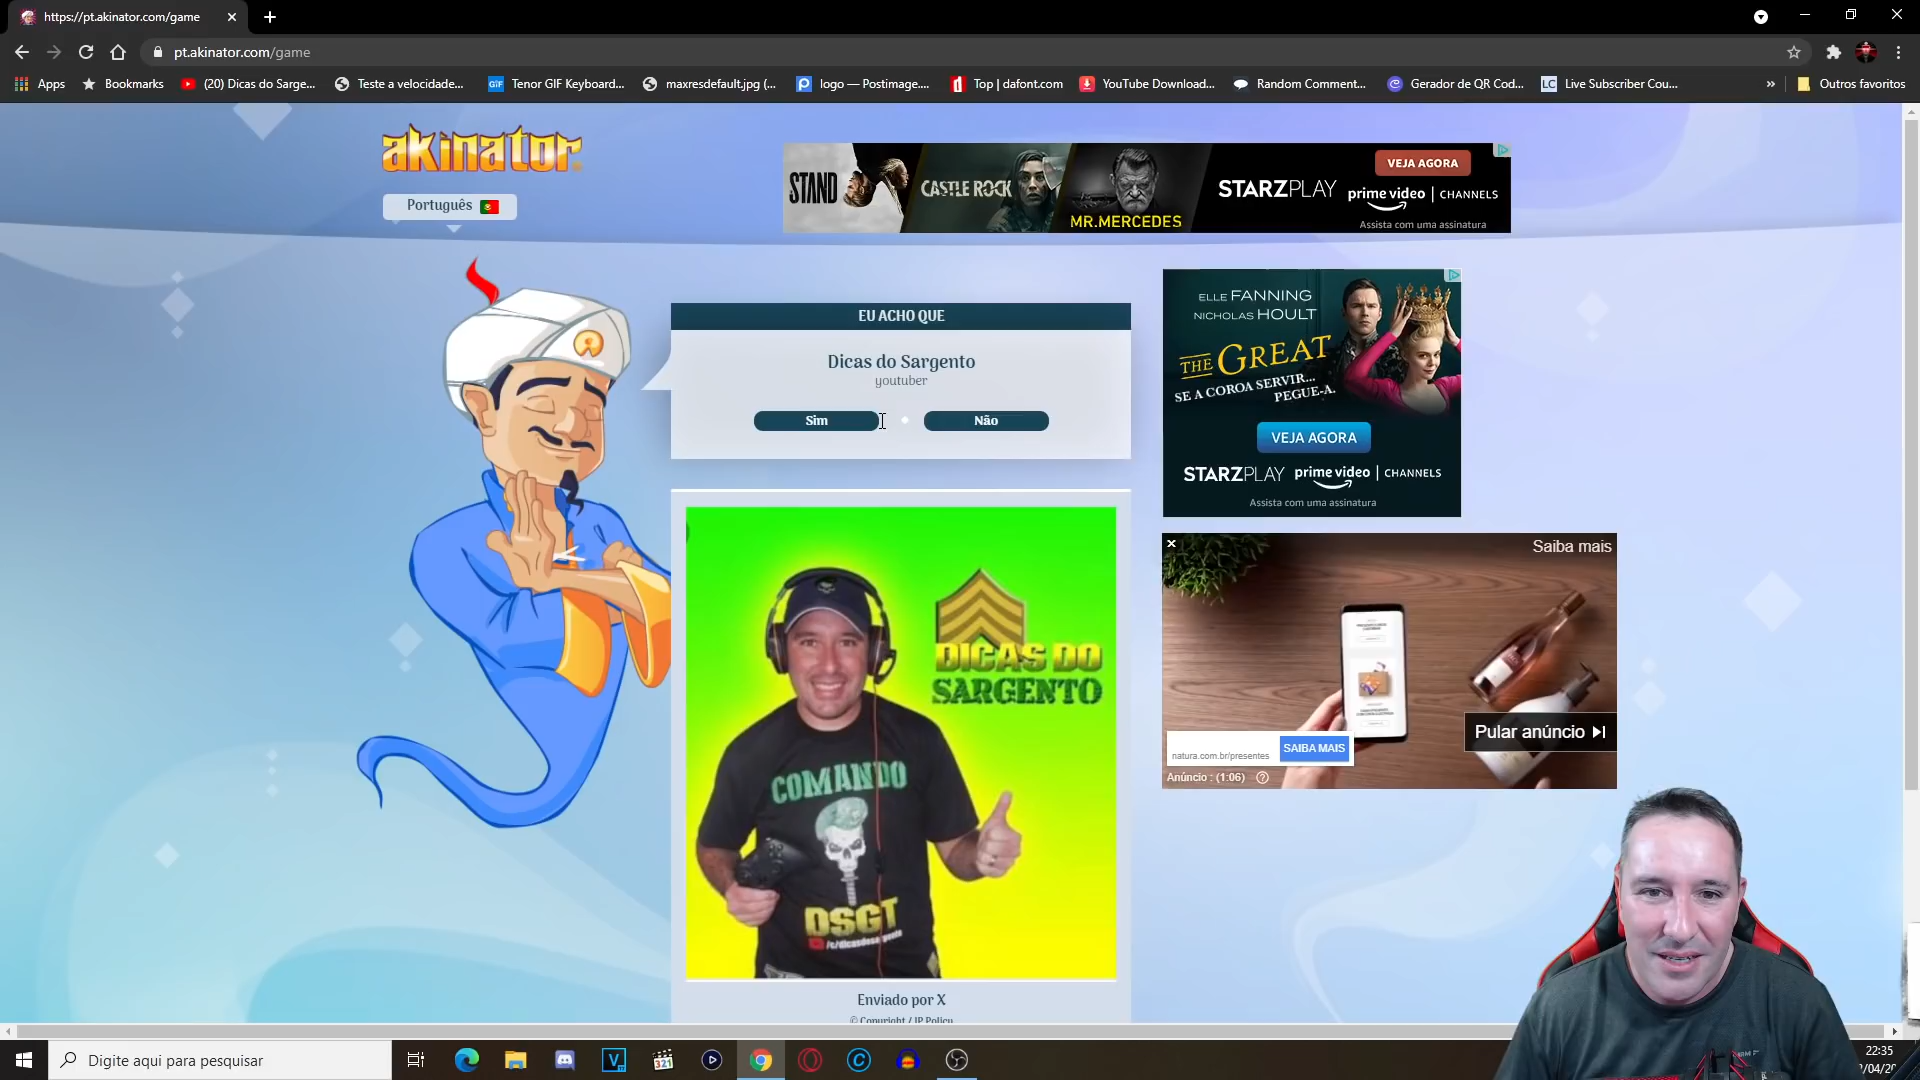 https://pt.akinator.com/game
pt.akinator.com/game
Apps
Bookmarks
(20) Dicas do Sarge...
Teste a velocidade...
GIF
Tenor GIF Keyboard...
maxresdefault.jpg (...
logo — Postimage....
Top | dafont.com
YouTube Download...
Random Comment...
Gerador de QR Cod...
LC
Live Subscriber Cou...
»
Outros favoritos
akinator
Português
STAND
CASTLE ROCK
MR.MERCEDES
STARZPLAY
VEJA AGORA
prime video | CHANNELS
Assista com uma assinatura
EU ACHO QUE
Dicas do Sargento
youtuber
Sim
Não
ELLE FANNING
NICHOLAS HOULT
THE GREAT
SE A COROA SERVIR...
PEGUE-A.
VEJA AGORA
STARZPLAY prime video | CHANNELS
Assista com uma assinatura
DICAS DO
SARGENTO
COMANDO
DSGT
/c/dicasdosargento
Saiba mais
Pular anúncio
natura.com.br/presentes
SAIBA MAIS
Anúncio : (1:06)
Enviado por X
© Copyright / IP Policy
Digite aqui para pesquisar
V
321
22:35
/04/20